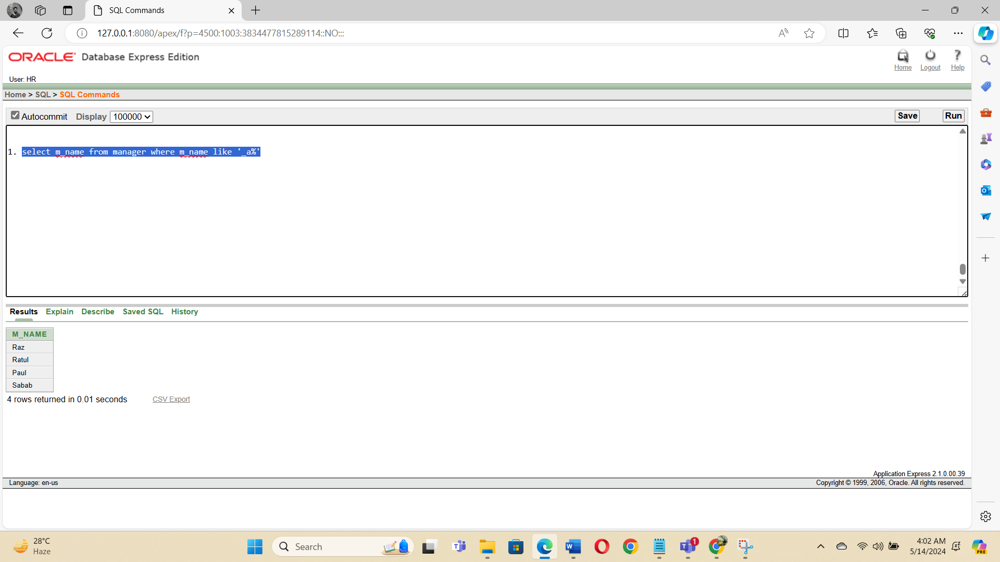 SQL Commands
127.0.0.1:8080/apex/f?p=4500:1003:3834477815289114::NO:::
ORACLE Database Express Edition
Home Logout Help
User: HR
Home > SQL > SQL Commands
Autocommit Display 100000 Save Run
1. select m_name from manager where m_name like '_a%'
Results Explain Describe Saved SQL History
M_NAME
Raz
Ratul
Paul
Sabab
4 rows returned in 0.01 seconds CSV Export
Application Express 2.1.0.00.39
Language: en-us Copyright © 1999, 2006, Oracle. All rights reserved.
28°C
Haze
Search
1
4:02 AM
5/14/2024
PRE